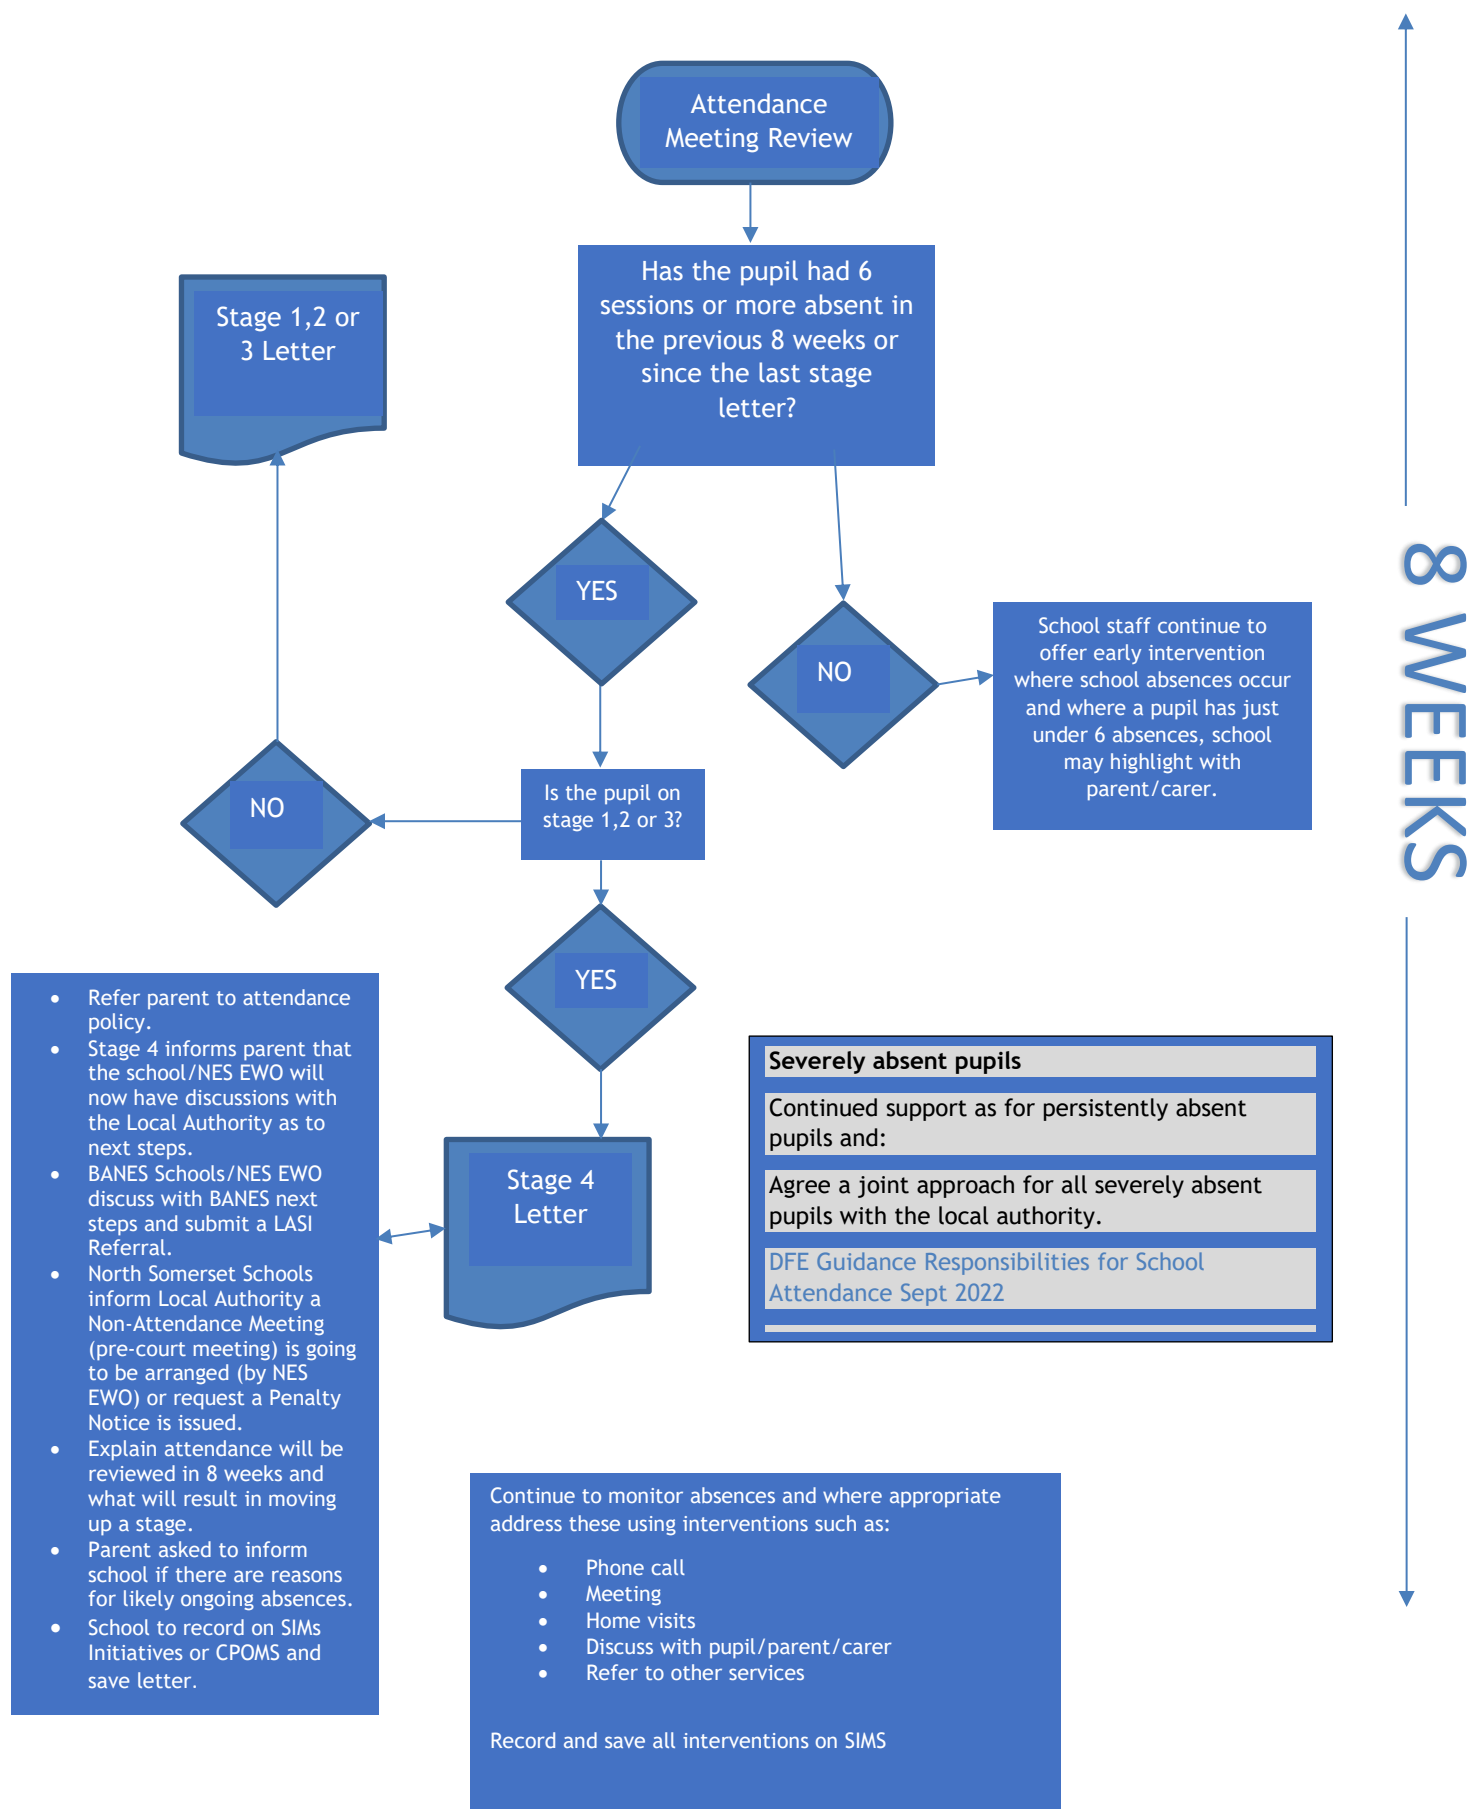 Attendance
Meeting Review
Has the pupil had 6
sessions or more absent in
the previous 8 weeks or
since the last stage
letter?
Stage 1,2 or
3 Letter
YES
NO
School staff continue to
offer early intervention
where school absences occur
and where a pupil has just
under 6 absences, school
may highlight with
parent/carer.
8 WEEKS
Is the pupil on
stage 1,2 or 3?
NO
YES
Stage 4
Letter
• Refer parent to attendance
policy.
• Stage 4 informs parent that
the school/NES EWO will
now have discussions with
the Local Authority as to
next steps.
• BANES Schools/NES EWO
discuss with BANES next
steps and submit a LASI
Referral.
• North Somerset Schools
inform Local Authority a
Non-Attendance Meeting
(pre-court meeting) is going
to be arranged (by NES
EWO) or request a Penalty
Notice is issued.
• Explain attendance will be
reviewed in 8 weeks and
what will result in moving
up a stage.
• Parent asked to inform
school if there are reasons
for likely ongoing absences.
• School to record on SIMs
Initiatives or CPOMS and
save letter.
Severely absent pupils
Continued support as for persistently absent
pupils and:
Agree a joint approach for all severely absent
pupils with the local authority.
DFE Guidance Responsibilities for School
Attendance Sept 2022
Continue to monitor absences and where appropriate
address these using interventions such as:
• Phone call
• Meeting
• Home visits
• Discuss with pupil/parent/carer
• Refer to other services
Record and save all interventions on SIMS